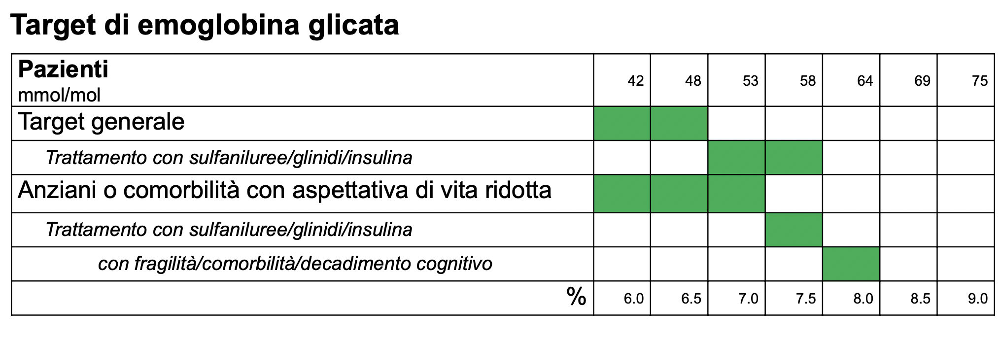 Target di emoglobina glicata
Pazienti
mmol/mol 42 48 53 58 64 69 75
Target generale
Trattamento con sulfaniluree/glinidi/insulina
Anziani o comorbilità con aspettativa di vita ridotta
Trattamento con sulfaniluree/glinidi/insulina
con fragilità/comorbilità/decadimento cognitivo
% 6.0 6.5 7.0 7.5 8.0 8.5 9.0